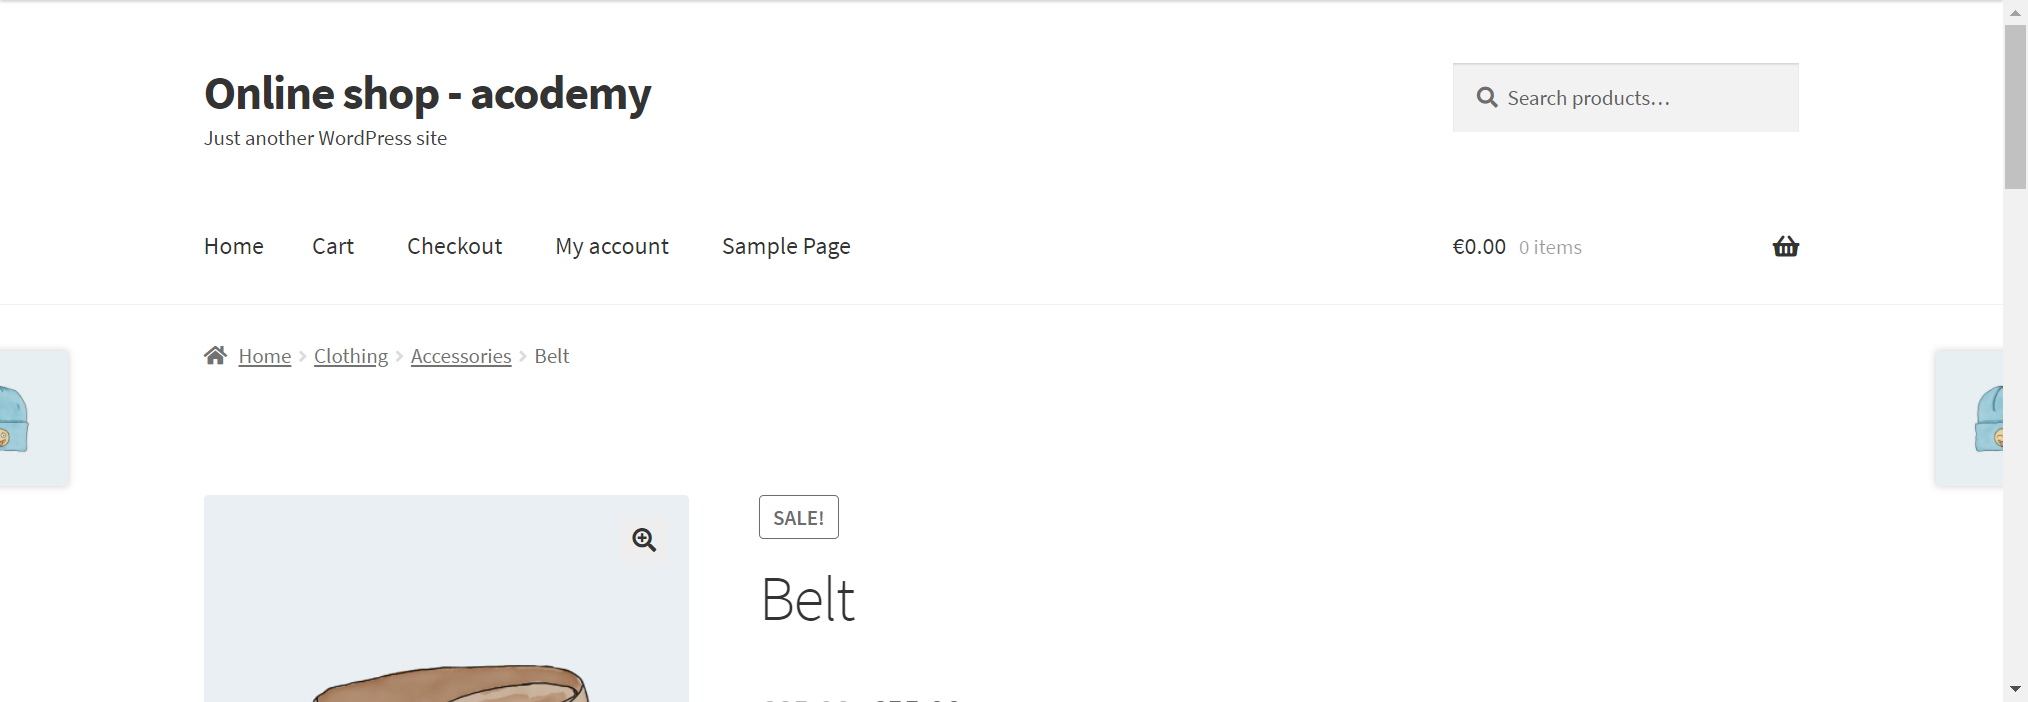 Online shop - acodemy
Just another WordPress site
Search products…
Home Cart Checkout My account Sample Page €0.00 0 items
Home Clothing Accessories Belt
SALE!
Belt